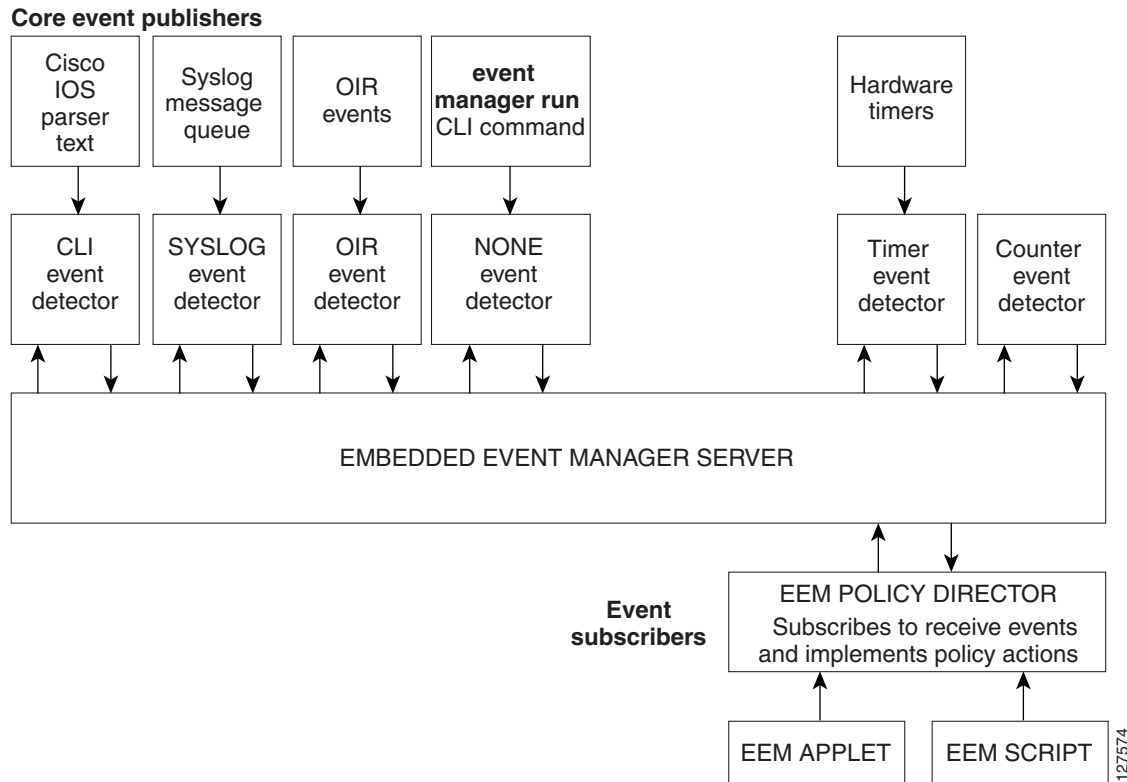 Core event publishers
Cisco
IOS
parser
text
Syslog
message
queue
OIR
events
event
manager run
CLI command
Hardware
timers
CLI
event
detector
SYSLOG
event
detector
OIR
event
detector
NONE
event
detector
Timer
event
detector
Counter
event
detector
EMBEDDED EVENT MANAGER SERVER
Event
subscribers
EEM POLICY DIRECTOR
Subscribes to receive events
and implements policy actions
EEM APPLET
EEM SCRIPT
127574